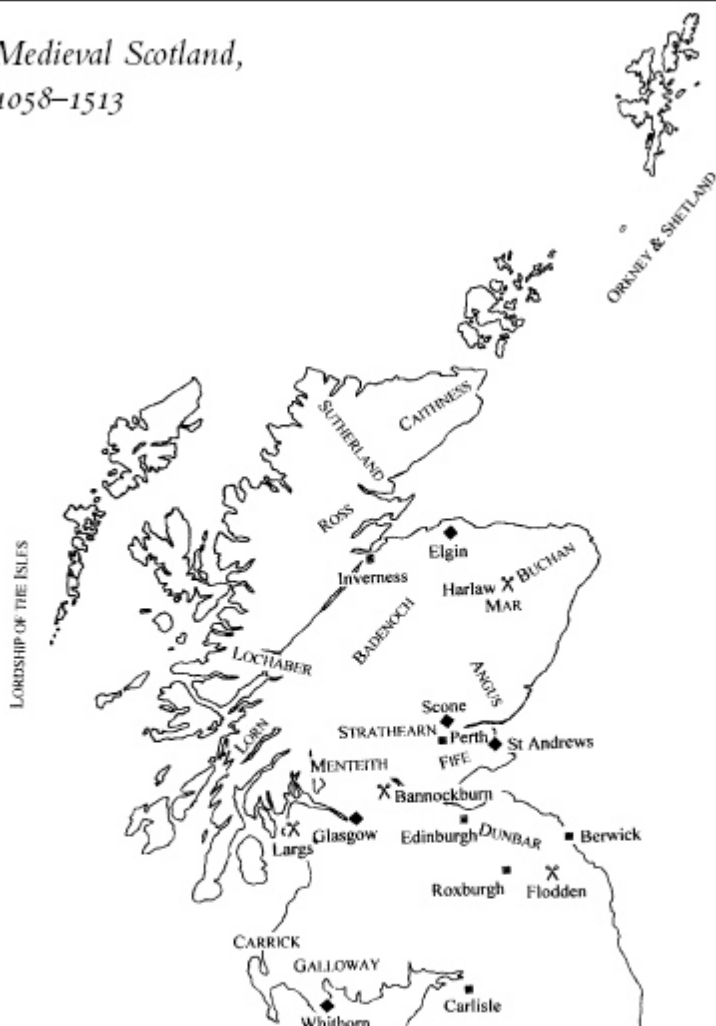 Medieval Scotland,
1058–1513
ORKNEY & SHETLAND
CAITHNESS
SUTHERLAND
ROSS
LORDSHIP OF THE ISLES
Elgin
Inverness
Harlaw
BUCHAN
MAR
BADENOCH
LOCHABER
ANGUS
Scone
LORN
STRATHEARN
Perth
St Andrews
FIFE
MENTEITH
Bannockburn
Glasgow
Largs
Edinburgh
DUNBAR
Berwick
Roxburgh
Flodden
CARRICK
GALLOWAY
Carlisle
Whithorn